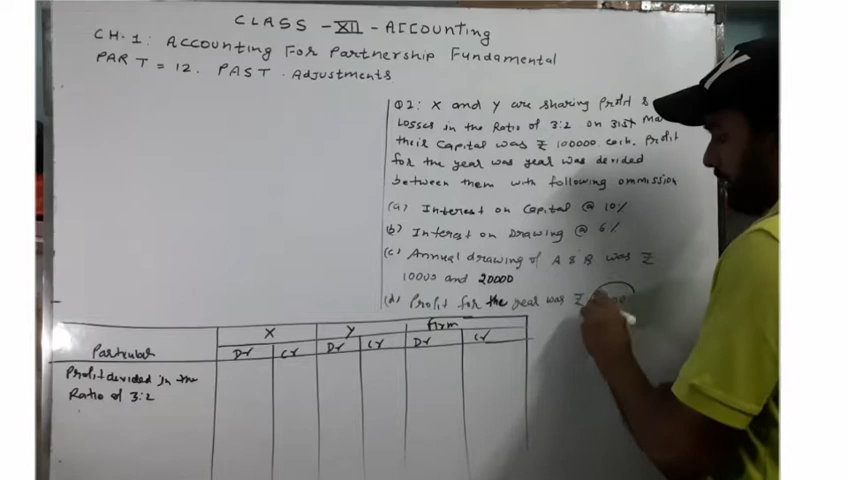 CLASS - XII - ACCOUNTING
CH.1: ACCOUNTING FOR PARTNERSHIP FUNDAMENTAL
PART = 12. PAST. Adjustments
Q2: X and Y are sharing Profit &
Losses in the Ratio of 3:2 on 31st
their Capital was ₹ 100000 each. Profit
for the year was year was devided
between them with following ommission
(a) Interest on Capital @ 10%
(b) Interest on Drawing @ 6%
(c) Annual drawing of A & B was ₹
10000 and 20000
(d) Profit for the year was ₹
Particular X Y firm
Dr Cr Dr Cr Dr Cr
Profit devided in the
Ratio of 3:2